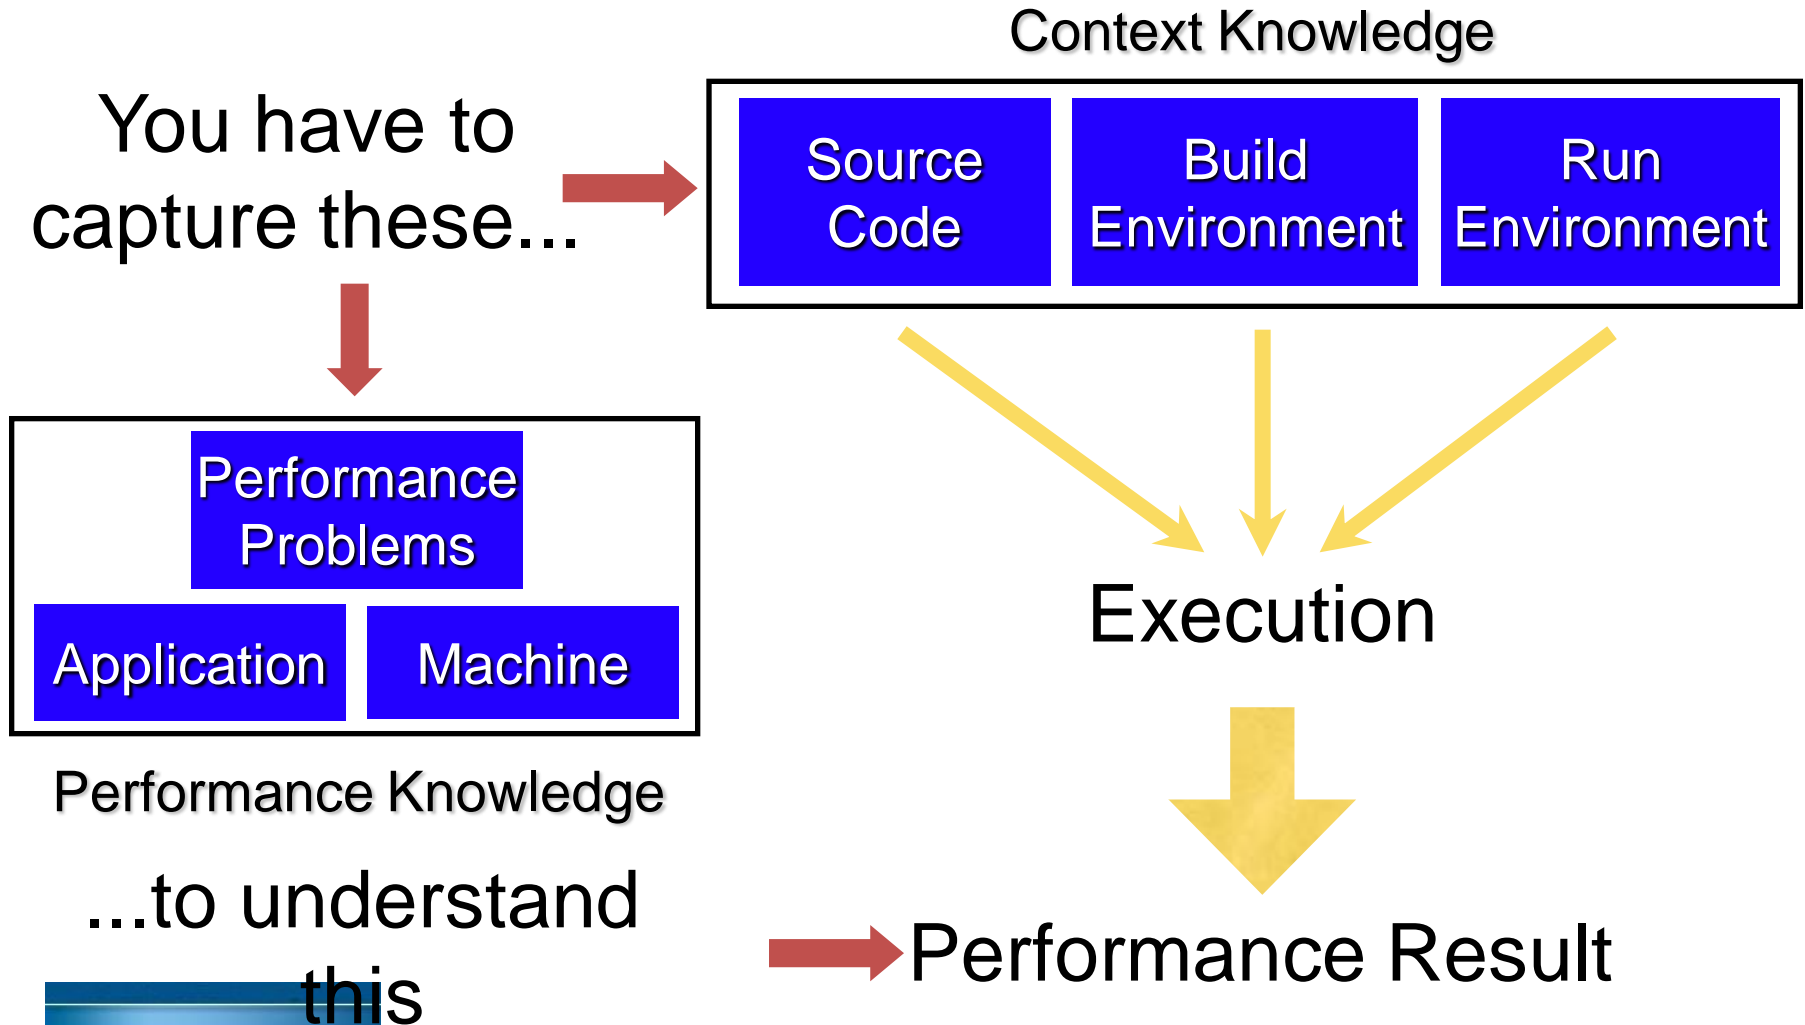 Context Knowledge
You have to
capture these...
Source
Code
Build
Environment
Run
Environment
Performance
Problems
Application
Machine
Performance Knowledge
Execution
...to understand
this
Performance Result